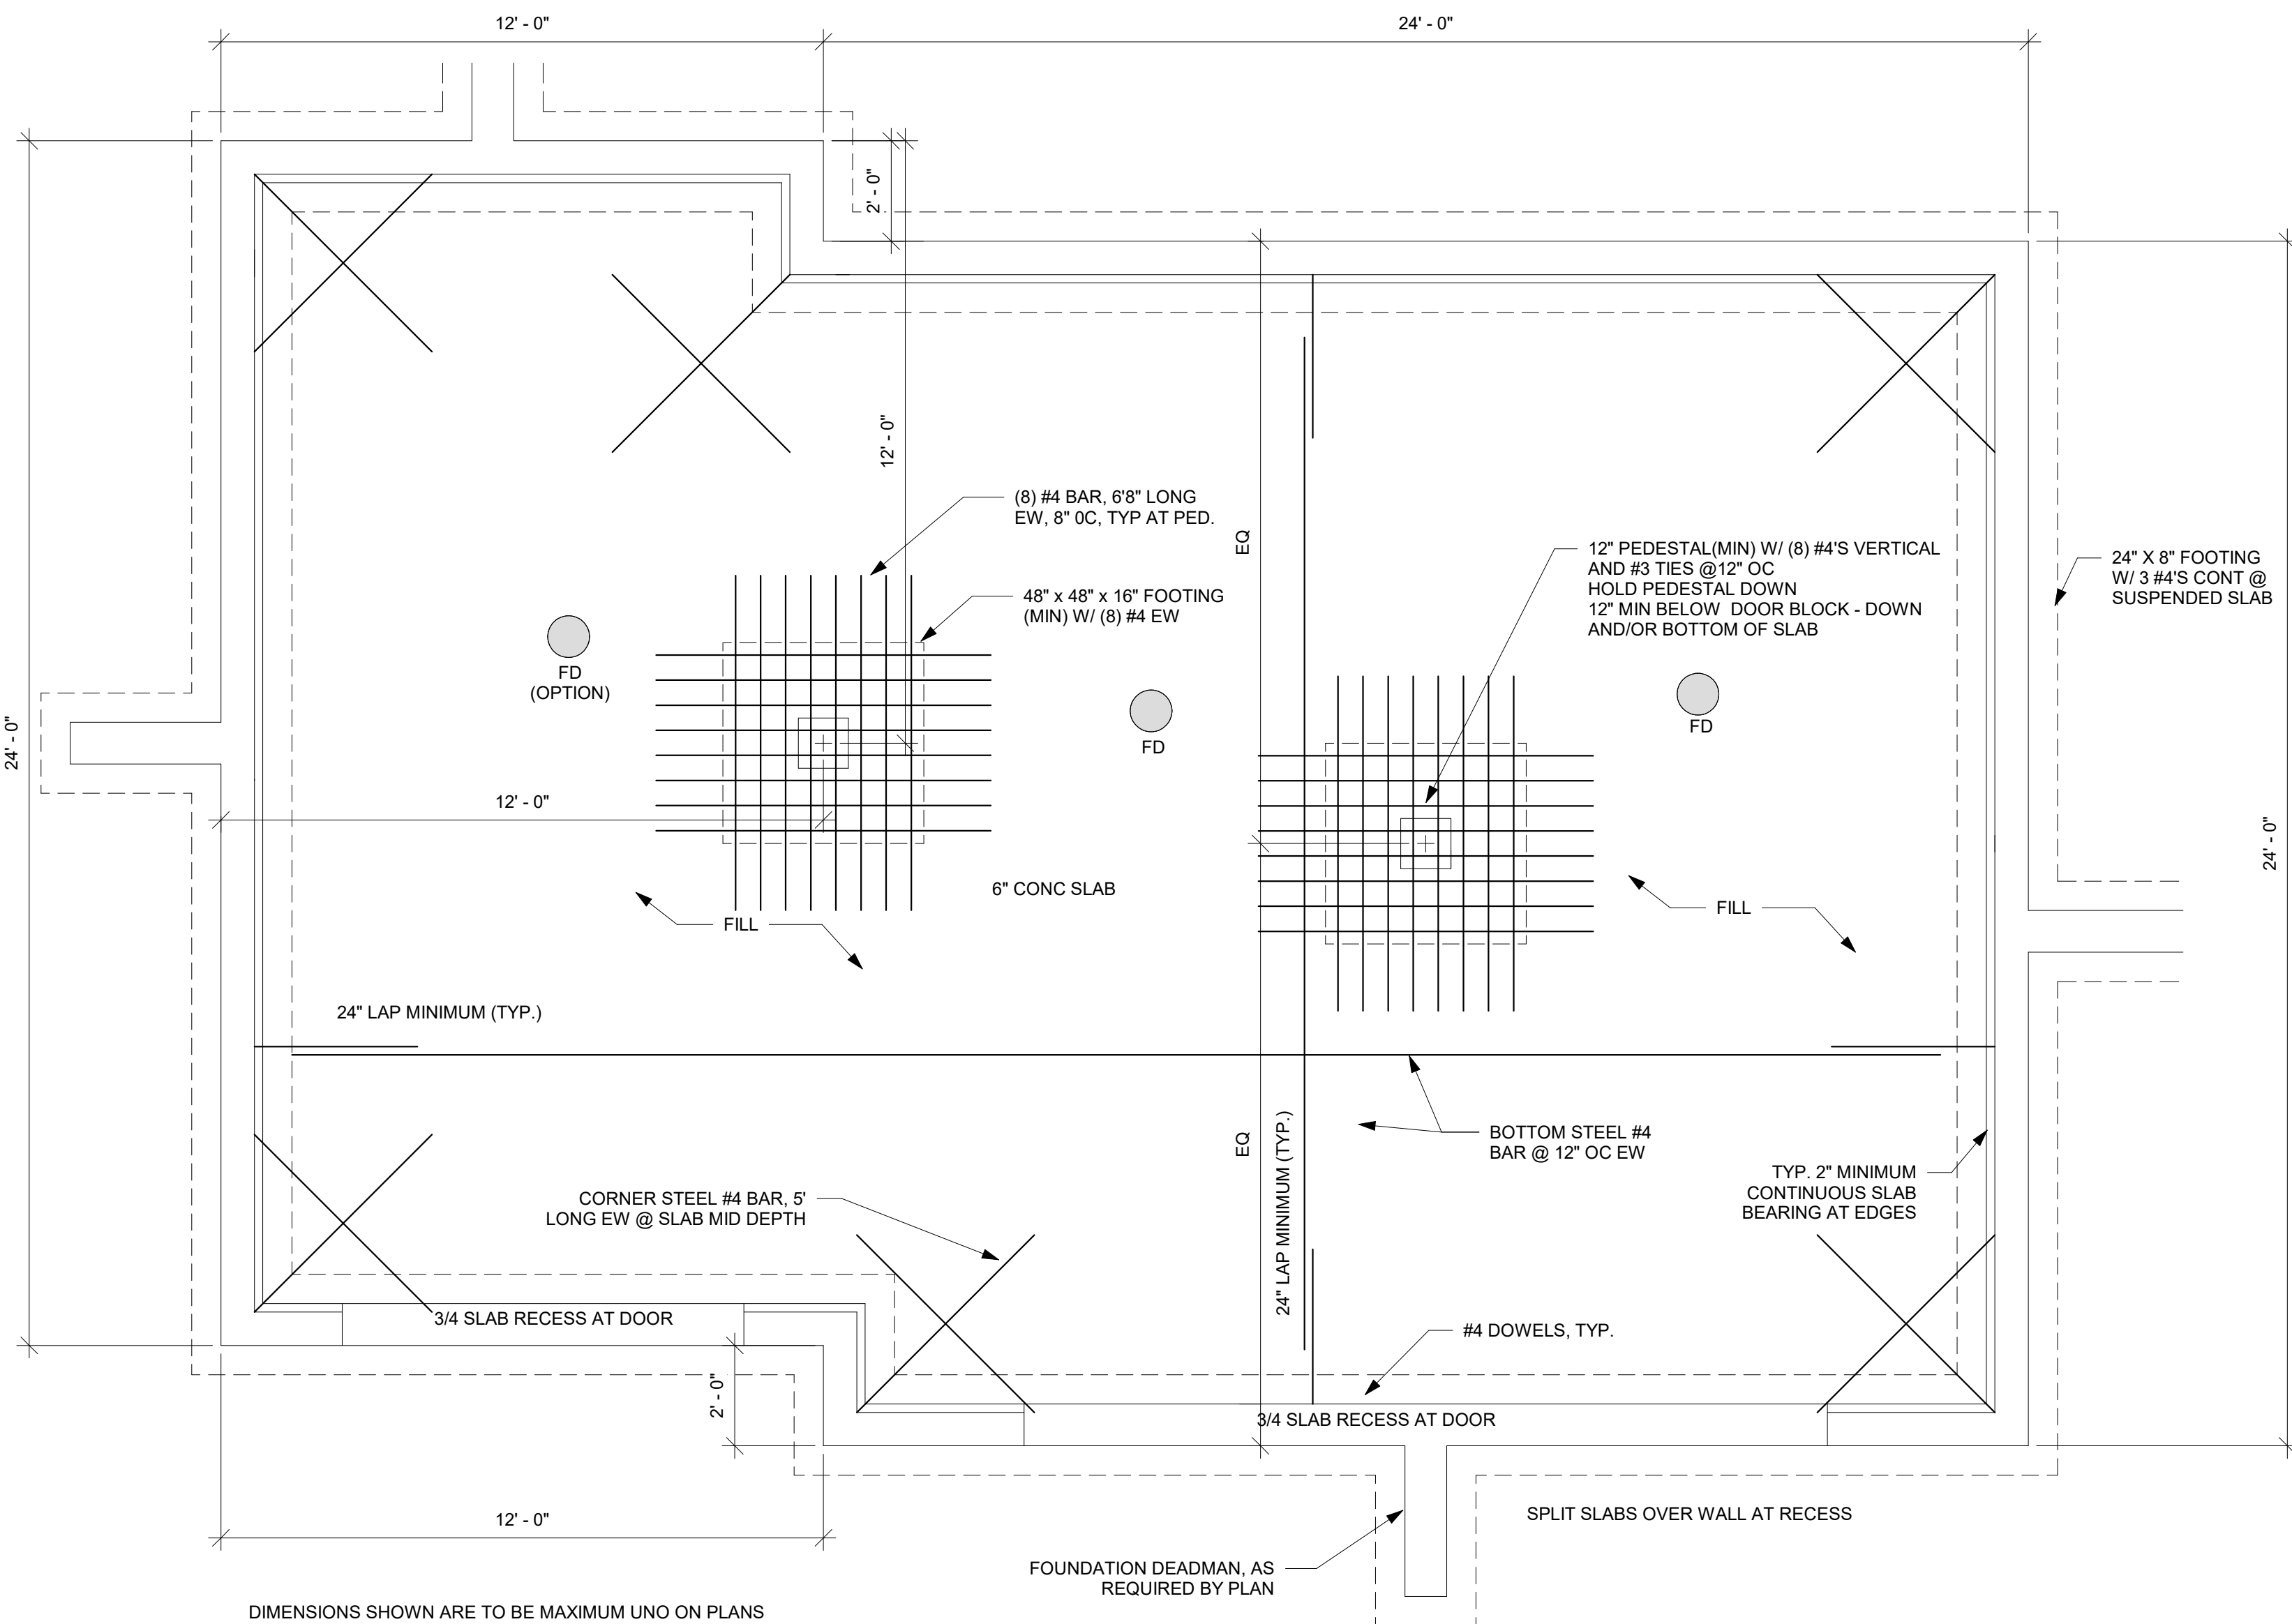 12' - 0"
24' - 0"
2' - 0"
12' - 0"
(8) #4 BAR, 6'8" LONG
EW, 8" 0C, TYP AT PED.
EQ
12" PEDESTAL(MIN) W/ (8) #4'S VERTICAL
AND #3 TIES @12" OC
HOLD PEDESTAL DOWN
12" MIN BELOW DOOR BLOCK - DOWN
AND/OR BOTTOM OF SLAB
24" X 8" FOOTING
W/ 3 #4'S CONT @
SUSPENDED SLAB
48" x 48" x 16" FOOTING
(MIN) W/ (8) #4 EW
FD
(OPTION)
FD
FD
24' - 0"
12' - 0"
24' - 0"
6" CONC SLAB
FILL
FILL
24" LAP MINIMUM (TYP.)
EQ
24" LAP MINIMUM (TYP.)
BOTTOM STEEL #4
BAR @ 12" OC EW
TYP. 2" MINIMUM
CONTINUOUS SLAB
BEARING AT EDGES
CORNER STEEL #4 BAR, 5'
LONG EW @ SLAB MID DEPTH
3/4 SLAB RECESS AT DOOR
#4 DOWELS, TYP.
2' - 0"
3/4 SLAB RECESS AT DOOR
12' - 0"
SPLIT SLABS OVER WALL AT RECESS
FOUNDATION DEADMAN, AS
REQUIRED BY PLAN
DIMENSIONS SHOWN ARE TO BE MAXIMUM UNO ON PLANS